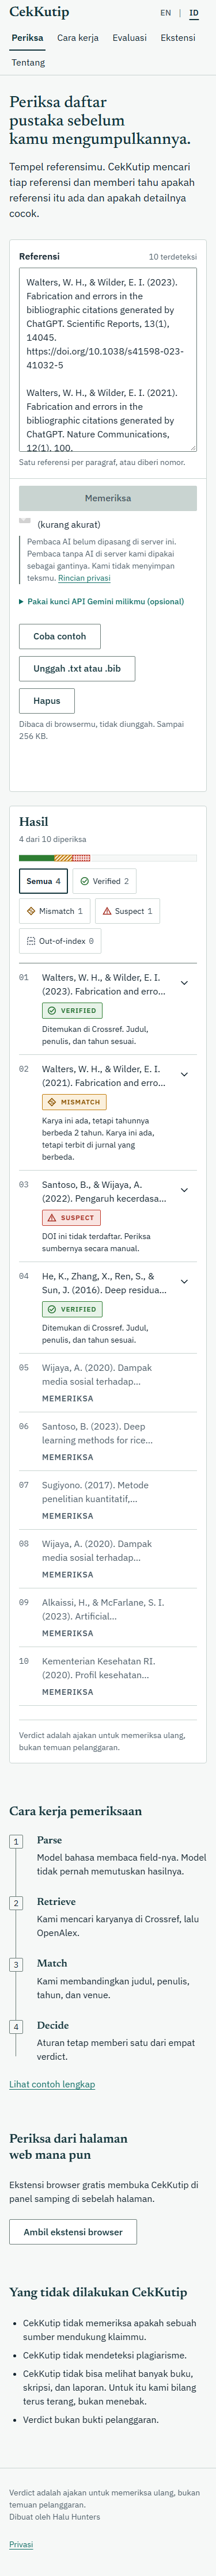 CekKutip
EN | ID
Periksa Cara kerja Evaluasi Ekstensi
Tentang
Periksa daftar
pustaka sebelum
kamu mengumpulkannya.
Tempel referensimu. CekKutip mencari
tiap referensi dan memberi tahu apakah
referensi itu ada dan apakah detailnya
cocok.
Referensi 10 terdeteksi
Walters, W. H., & Wilder, E. I. (2023).
Fabrication and errors in the
bibliographic citations generated by
ChatGPT. Scientific Reports, 13(1),
14045.
https://doi.org/10.1038/s41598-023-
41032-5
Walters, W. H., & Wilder, E. I. (2021).
Fabrication and errors in the
bibliographic citations generated by
ChatGPT. Nature Communications,
12(1), 100.
Satu referensi per paragraf, atau diberi nomor.
Memeriksa
(kurang akurat)
Pembaca AI belum dipasang di server ini.
Pembaca tanpa AI di server kami dipakai
sebagai gantinya. Kami tidak menyimpan
teksmu. Rincian privasi
Pakai kunci API Gemini milikmu (opsional)
Coba contoh
Unggah .txt atau .bib
Hapus
Dibaca di browsermu, tidak diunggah. Sampai
256 KB.
Hasil
4 dari 10 diperiksa
Semua 4 Verified 2
Mismatch 1 Suspect 1
Out-of-index 0
01 Walters, W. H., & Wilder, E. I.
(2023). Fabrication and erro...
VERIFIED
Ditemukan di Crossref. Judul,
penulis, dan tahun sesuai.
02 Walters, W. H., & Wilder, E. I.
(2021). Fabrication and erro...
MISMATCH
Karya ini ada, tetapi tahunnya
berbeda 2 tahun. Karya ini ada,
tetapi terbit di jurnal yang
berbeda.
03 Santoso, B., & Wijaya, A.
(2022). Pengaruh kecerdasa...
SUSPECT
DOI ini tidak terdaftar. Periksa
sumbernya secara manual.
04 He, K., Zhang, X., Ren, S., &
Sun, J. (2016). Deep residua...
VERIFIED
Ditemukan di Crossref. Judul,
penulis, dan tahun sesuai.
05 Wijaya, A. (2020). Dampak
media sosial terhadap...
MEMERIKSA
06 Santoso, B. (2023). Deep
learning methods for rice...
MEMERIKSA
07 Sugiyono. (2017). Metode
penelitian kuantitatif,...
MEMERIKSA
08 Wijaya, A. (2020). Dampak
media sosial terhadap...
MEMERIKSA
09 Alkaissi, H., & McFarlane, S. I.
(2023). Artificial...
MEMERIKSA
10 Kementerian Kesehatan RI.
(2020). Profil kesehatan...
MEMERIKSA
Verdict adalah ajakan untuk memeriksa ulang,
bukan temuan pelanggaran.
Cara kerja pemeriksaan
1 Parse
Model bahasa membaca field-nya. Model
tidak pernah memutuskan hasilnya.
2 Retrieve
Kami mencari karyanya di Crossref, lalu
OpenAlex.
3 Match
Kami membandingkan judul, penulis,
tahun, dan venue.
4 Decide
Aturan tetap memberi satu dari empat
verdict.
Lihat contoh lengkap
Periksa dari halaman
web mana pun
Ekstensi browser gratis membuka CekKutip di
panel samping di sebelah halaman.
Ambil ekstensi browser
Yang tidak dilakukan CekKutip
• CekKutip tidak memeriksa apakah sebuah
sumber mendukung klaimmu.
• CekKutip tidak mendeteksi plagiarisme.
• CekKutip tidak bisa melihat banyak buku,
skripsi, dan laporan. Untuk itu kami bilang
terus terang, bukan menebak.
• Verdict bukan bukti pelanggaran.
Verdict adalah ajakan untuk memeriksa ulang, bukan
temuan pelanggaran.
Dibuat oleh Halu Hunters
Privasi